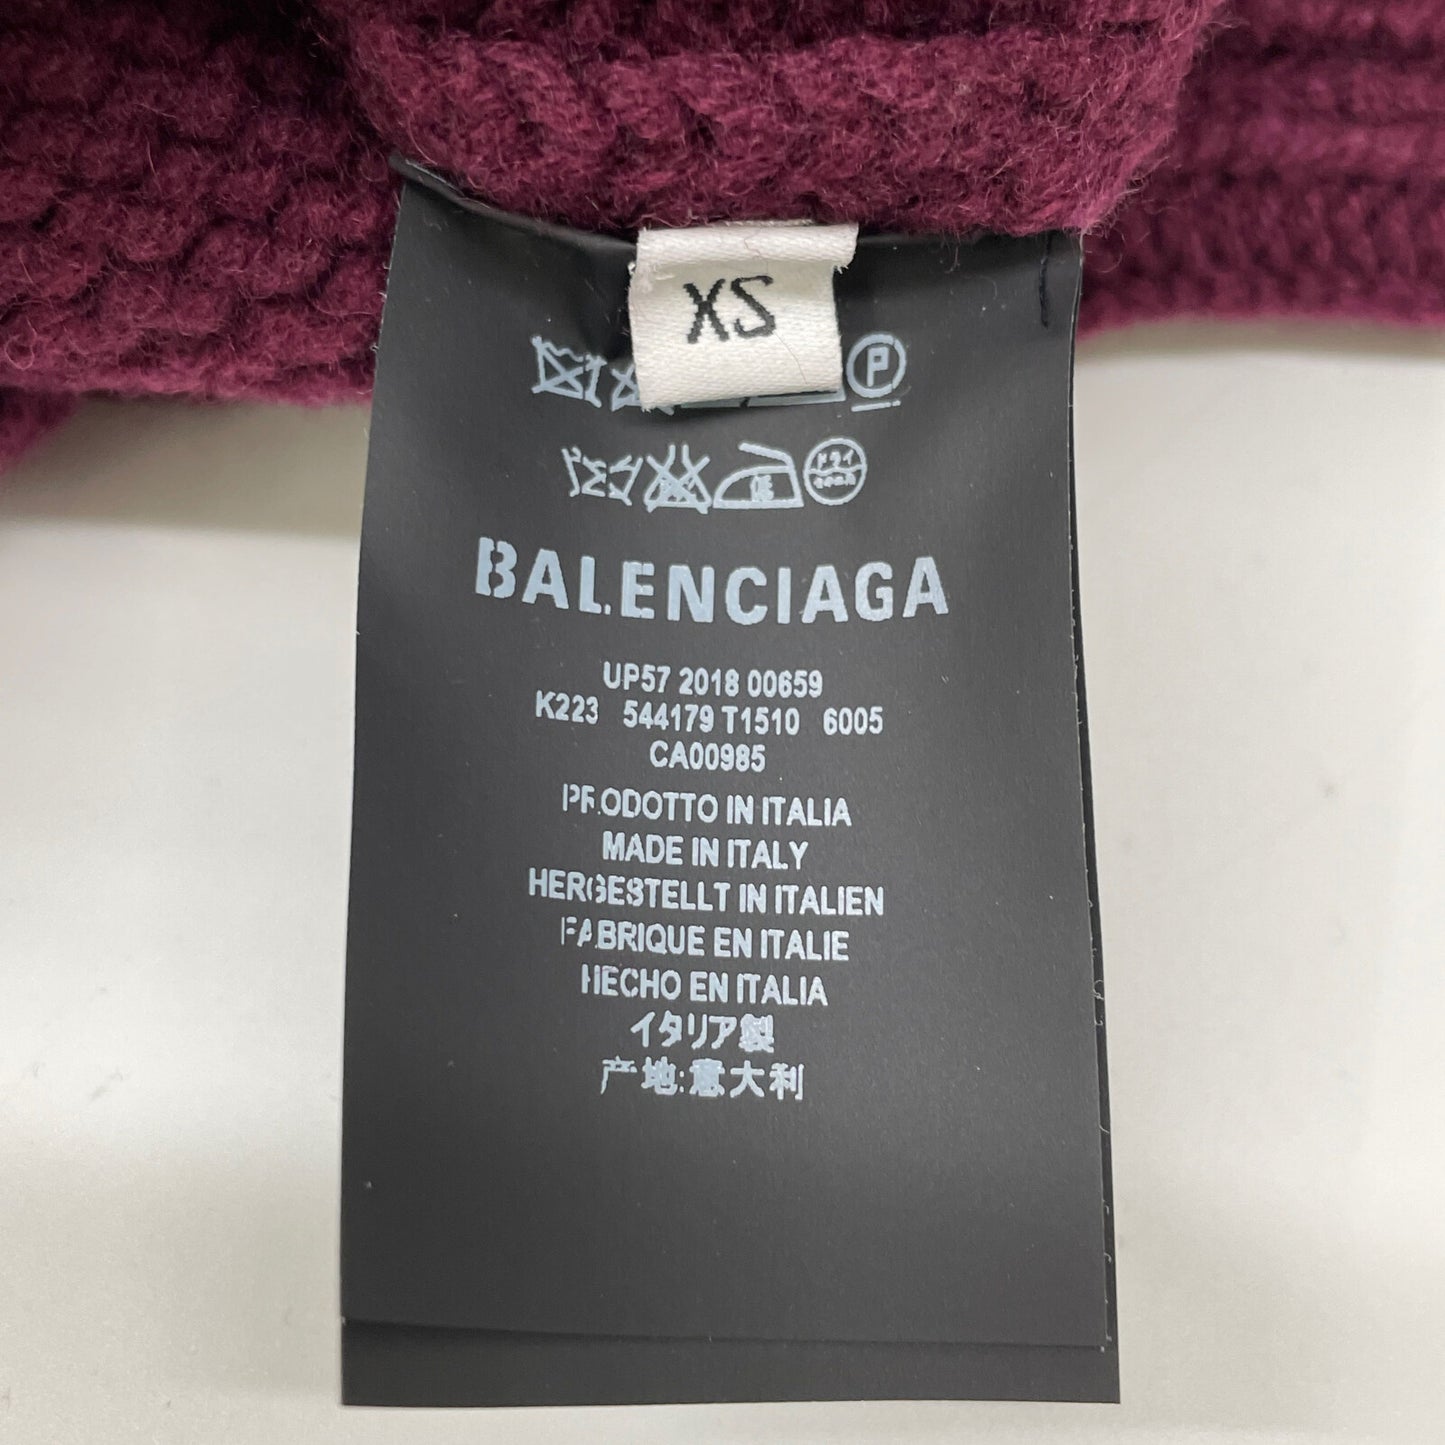 XS
P
BALENCIAGA
UP57 2018 00659
K223 544179 T1510 6005
CA00985
PRODOTTO IN ITALIA
MADE IN ITALY
HERGESTELLT IN ITALIEN
FABRIQUE EN ITALIE
HECHO EN ITALIA
イタリア製
产地:意大利